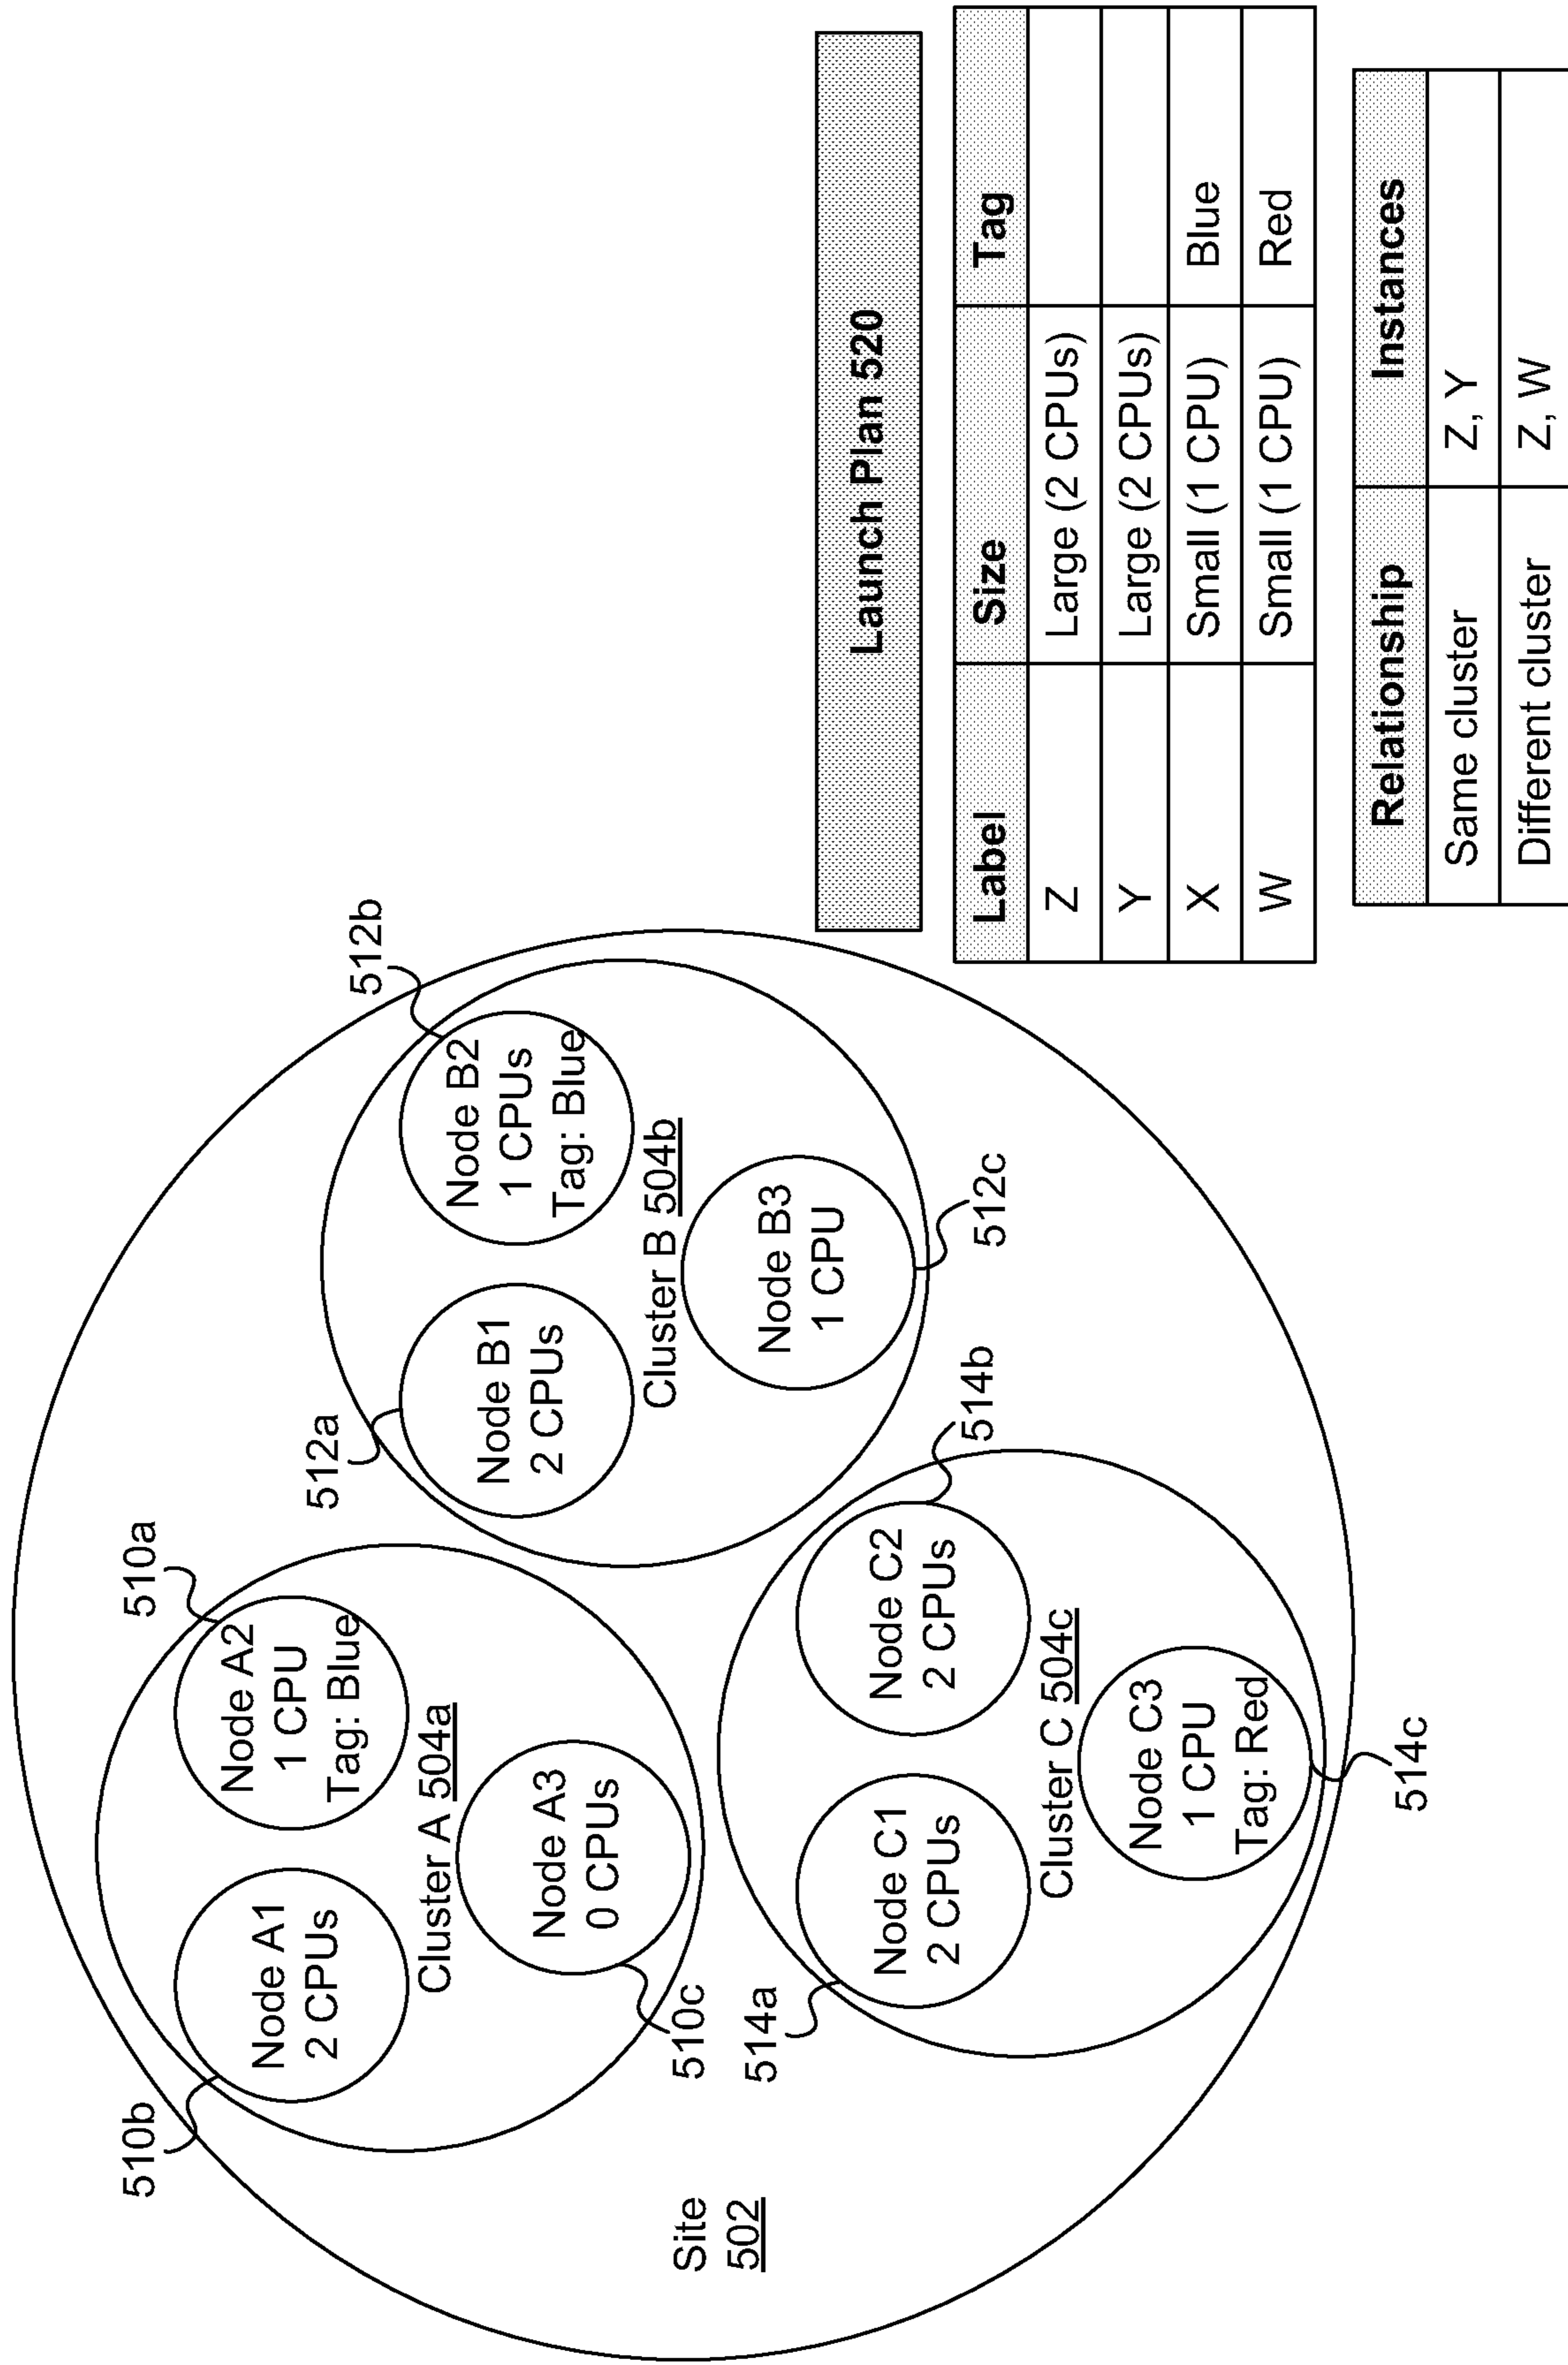 Site
502
510b
510a
Node A1
2 CPUs
Node A2
1 CPU
Tag: Blue
Cluster A 504a
Node A3
0 CPUs
510c
512a
512b
Node B1
2 CPUs
Node B2
1 CPUs
Tag: Blue
Cluster B 504b
Node B3
1 CPU
512c
514a
514b
Node C1
2 CPUs
Node C2
2 CPUs
Cluster C 504c
Node C3
1 CPU
Tag: Red
514c
Launch Plan 520
Label Size Tag
Z Large (2 CPUs)
Y Large (2 CPUs)
X Small (1 CPU) Blue
W Small (1 CPU) Red
Relationship Instances
Same cluster Z, Y
Different cluster Z, W